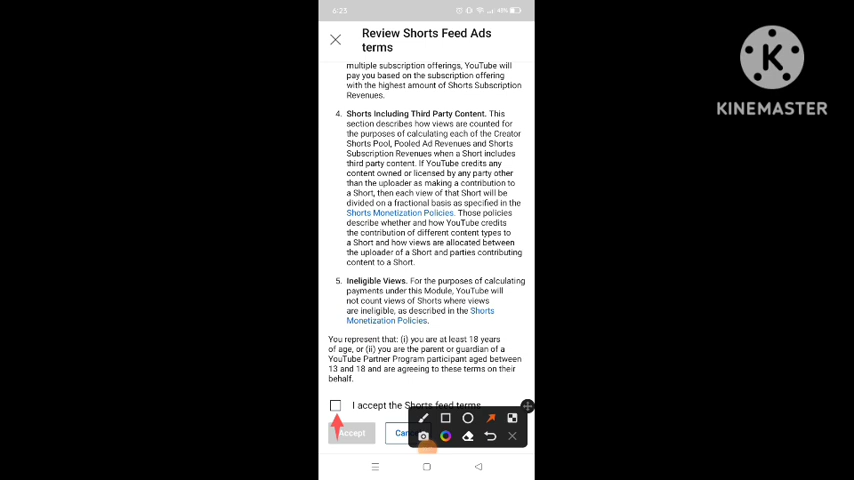 6:23
48%
Review Shorts Feed Ads
terms
KINEMASTER
multiple subscription offerings, YouTube will
pay you based on the subscription offering
with the highest amount of Shorts Subscription
Revenues.
4. Shorts Including Third Party Content. This
section describes how views are counted for
the purposes of calculating each of the Creator
Shorts Pool, Pooled Ad Revenues and Shorts
Subscription Revenues when a Short includes
third party content. If YouTube credits any
content owned or licensed by any party other
than the uploader as making a contribution to
a Short, then each view of that Short will be
divided on a fractional basis as specified in the
Shorts Monetization Policies. Those policies
describe whether and how YouTube credits
the contribution of different content types to
a Short and how views are allocated between
the uploader of a Short and parties contributing
content to a Short.
5. Ineligible Views. For the purposes of calculating
payments under this Module, YouTube will
not count views of Shorts where views
are ineligible, as described in the Shorts
Monetization Policies.
You represent that: (i) you are at least 18 years
of age, or (ii) you are the parent or guardian of a
YouTube Partner Program participant aged between
13 and 18 and are agreeing to these terms on their
behalf.
I accept the Shorts feed terms
Accept